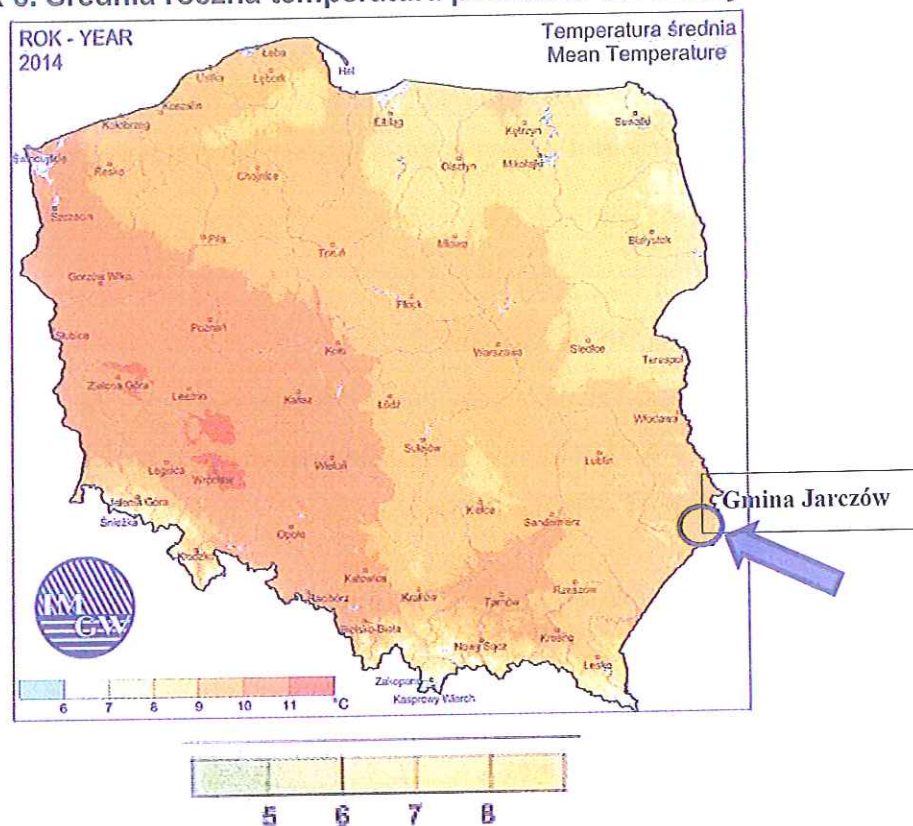 ROK - YEAR
2014
Temperatura średnia
Mean Temperature
Łeba
Hel
Ustka
Lębork
Koszalin
Kołobrzeg
Elbląg
Kętrzyn
Suwałki
Świnoujście
Resko
Chojnice
Olsztyn
Mikołajki
Szczecin
Piła
Toruń
Mława
Białystok
Gorzów Wlkp.
Płock
Słubice
Poznań
Koło
Warszawa
Siedlce
Terespol
Zielona Góra
Leszno
Kalisz
Łódź
Włodawa
Sulejów
Legnica
Wrocław
Wieluń
Lublin
Gmina Jarczów
Jelenia Góra
Śnieżka
Kielce
Sandomierz
Opole
Kłodzko
Katowice
Racibórz
Kraków
Tarnów
Rzeszów
Bielsko-Biała
Nowy Sącz
Krosno
Lesko
Zakopane
Kasprowy Wierch
IM
GW
6 7 8 9 10 11 °C
5 6 7 8